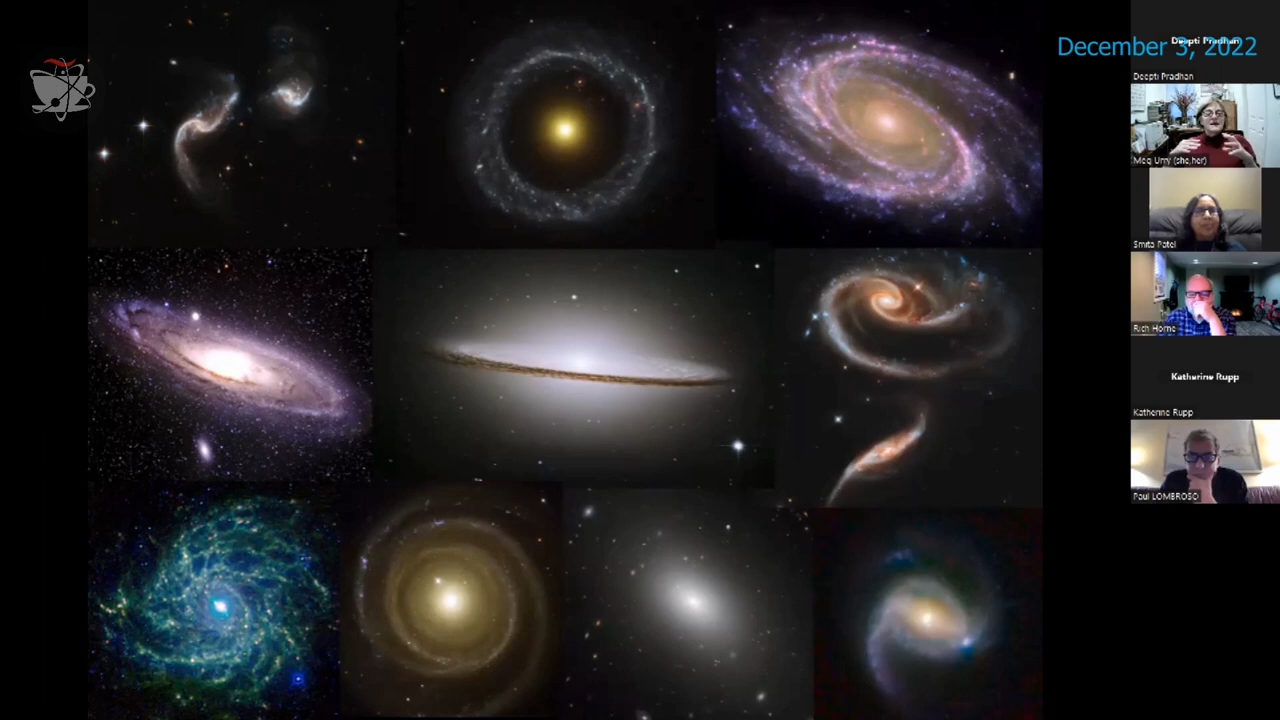 December 3, 2022
Deepti Pradhan
Deepti Pradhan
Meg Urry (she,her)
Smita Patel
Rich Horne
Katherine Rupp
Katherine Rupp
Paul LOMBROSO